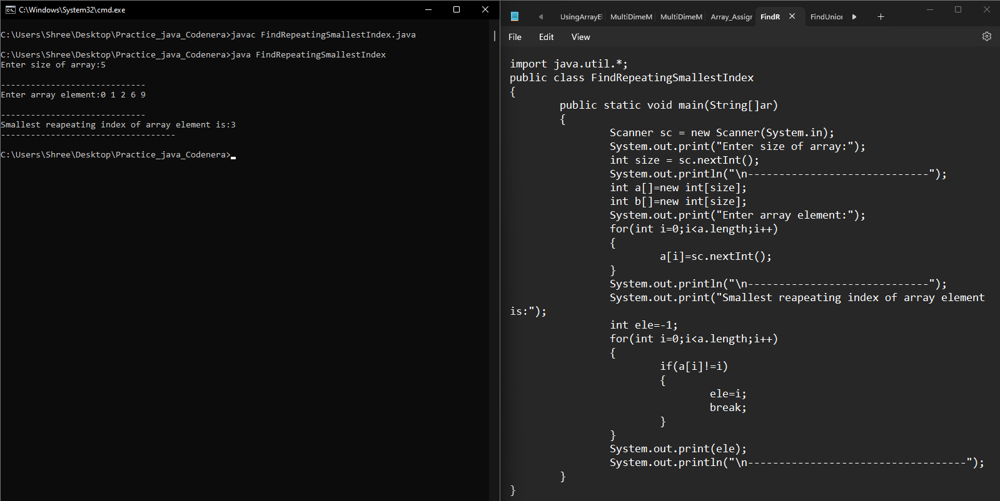 C:\Windows\System32\cmd.exe
C:\Users\Shree\Desktop\Practice_java_Codenera>javac FindRepeatingSmallestIndex.java
C:\Users\Shree\Desktop\Practice_java_Codenera>java FindRepeatingSmallestIndex
Enter size of array:5
-----------------------------
Enter array element:0 1 2 6 9
-----------------------------
Smallest reapeating index of array element is:3
-----------------------------------
C:\Users\Shree\Desktop\Practice_java_Codenera>
UsingArrayEl MultiDimeM MultiDimeM Array_Assigr FindR FindUnior
File Edit View
import java.util.*;
public class FindRepeatingSmallestIndex
{
public static void main(String[]ar)
{
Scanner sc = new Scanner(System.in);
System.out.print("Enter size of array:");
int size = sc.nextInt();
System.out.println("\n-----------------------------");
int a[]=new int[size];
int b[]=new int[size];
System.out.print("Enter array element:");
for(int i=0;i<a.length;i++)
{
a[i]=sc.nextInt();
}
System.out.println("\n-----------------------------");
System.out.print("Smallest reapeating index of array element
is:");
int ele=-1;
for(int i=0;i<a.length;i++)
{
if(a[i]!=i)
{
ele=i;
break;
}
}
System.out.print(ele);
System.out.println("\n-----------------------------------");
}
}